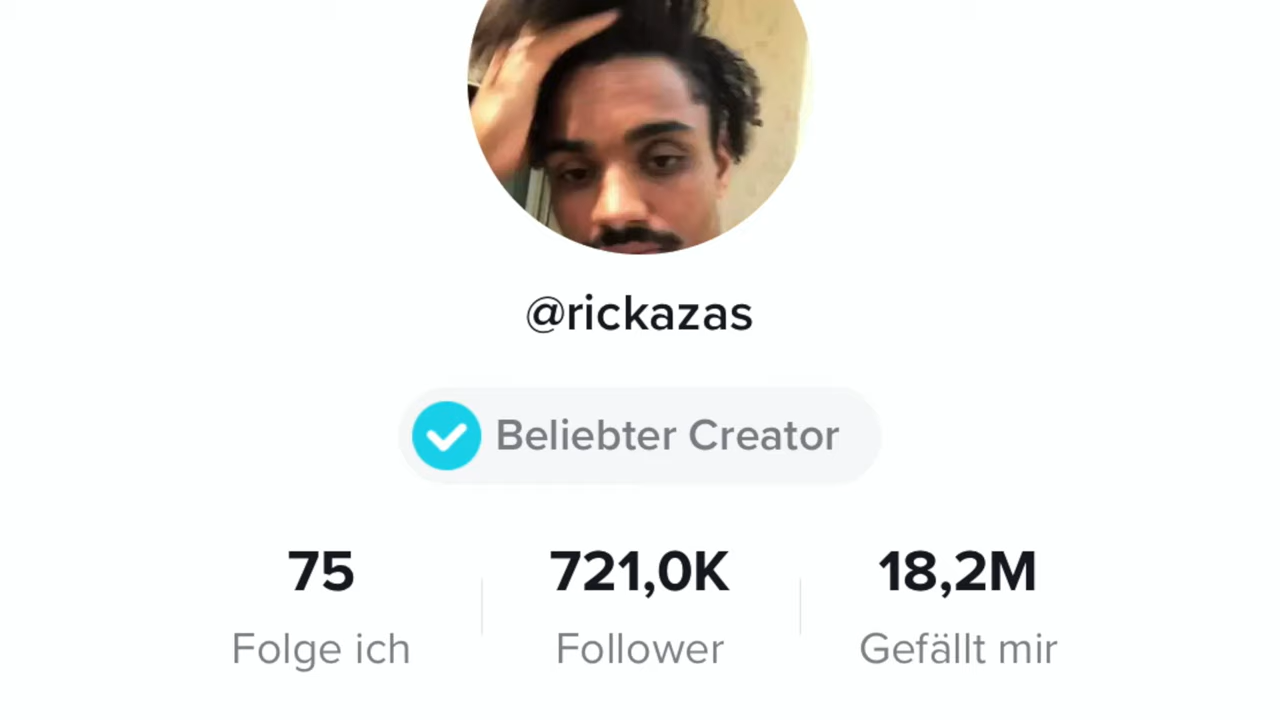 @rickazas
Beliebter Creator
75 721,0K 18,2M
Folge ich Follower Gefällt mir